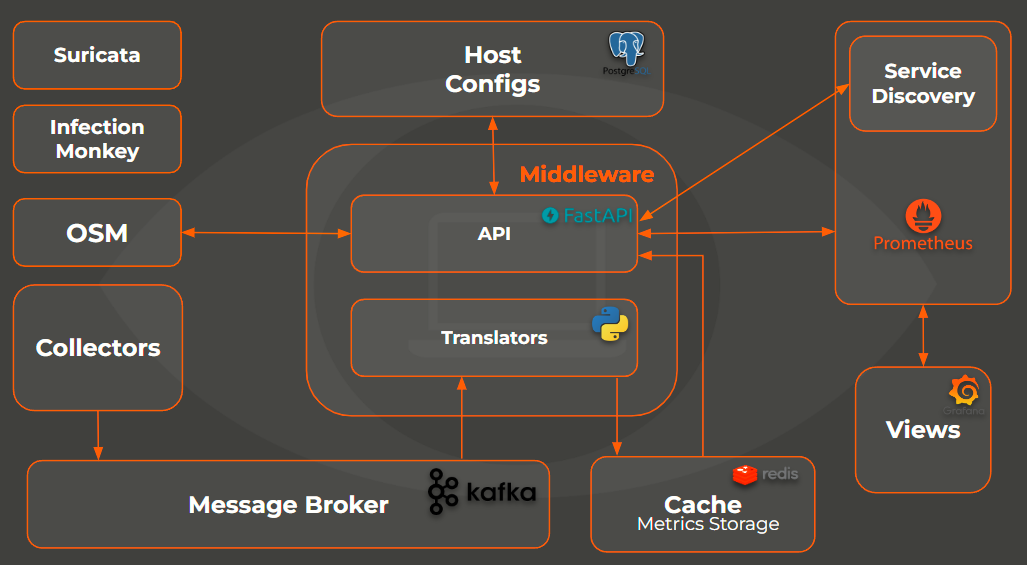 Suricata
Infection
Monkey
OSM
Collectors
Host
Configs
PostgreSQL
Middleware
FastAPI
API
Translators
Service
Discovery
Prometheus
Grafana
Views
Message Broker
kafka
redis
Cache
Metrics Storage